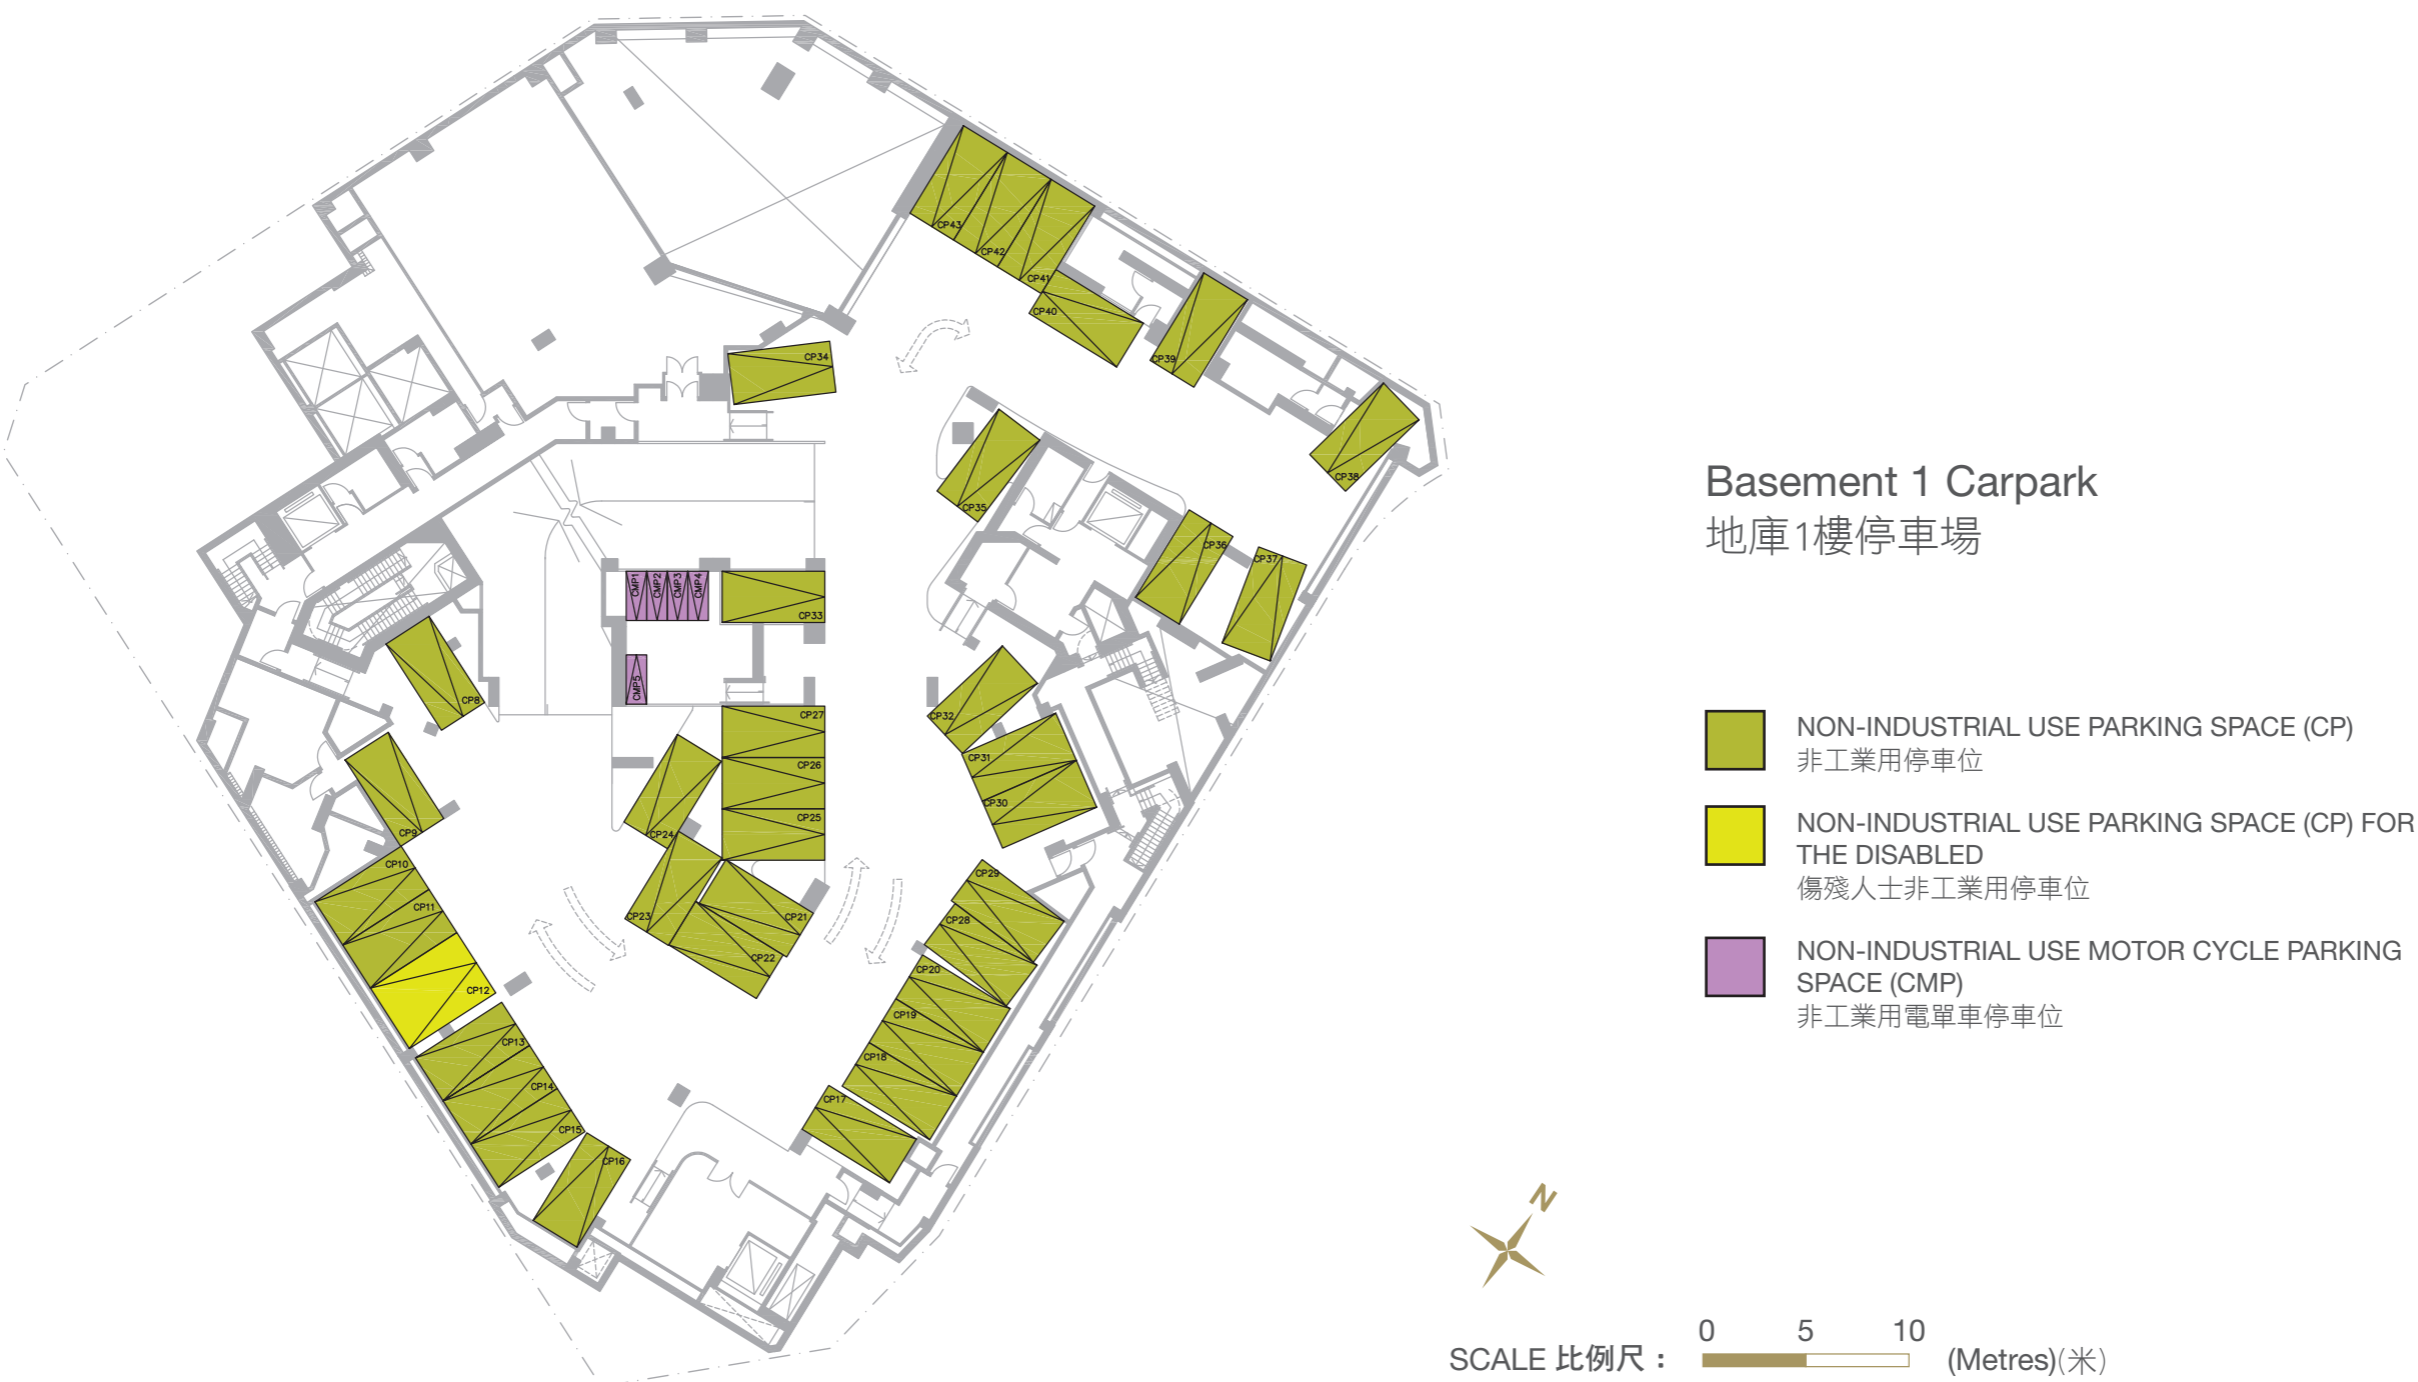 CP43
CP42
CP41
CP40
CP39
CP34
CP38
CP35
CP36
CP37
CMP1
CMP2
CMP3
CMP4
CP33
CMP5
CP8
CP32
CP27
CP31
CP26
CP30
CP25
CP24
CP9
CP10
CP29
CP11
CP23
CP21
CP28
CP22
CP20
CP12
CP19
CP13
CP18
CP14
CP17
CP15
CP16
Basement 1 Carpark
地庫1樓停車場
NON-INDUSTRIAL USE PARKING SPACE (CP)
非工業用停車位
NON-INDUSTRIAL USE PARKING SPACE (CP) FOR
THE DISABLED
傷殘人士非工業用停車位
NON-INDUSTRIAL USE MOTOR CYCLE PARKING
SPACE (CMP)
非工業用電單車停車位
N
0 5 10
SCALE 比例尺： (Metres)(米)